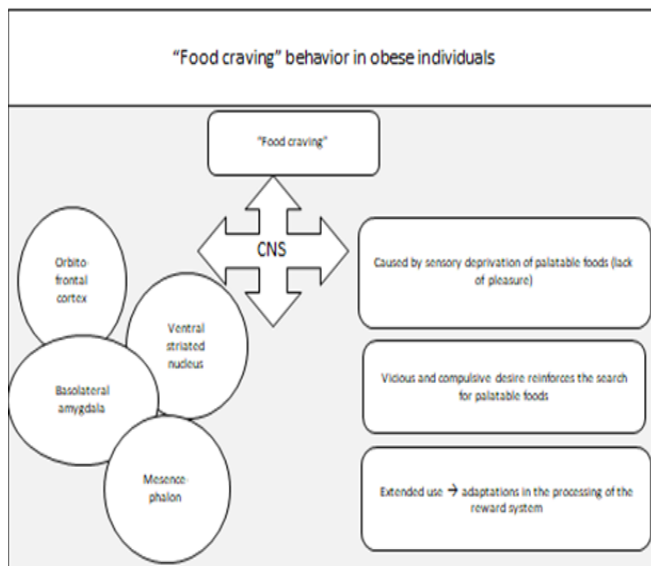 “Food craving” behavior in obese individuals
“Food craving”
CNS
Orbito-
frontal
cortex
Ventral
striated
nucleus
Basolateral
amygdala
Mesence-
phalon
Caused by sensory deprivation of palatable foods (lack
of pleasure)
Vicious and compulsive desire reinforces the search
for palatable foods
Extended use → adaptations in the processing of the
reward system